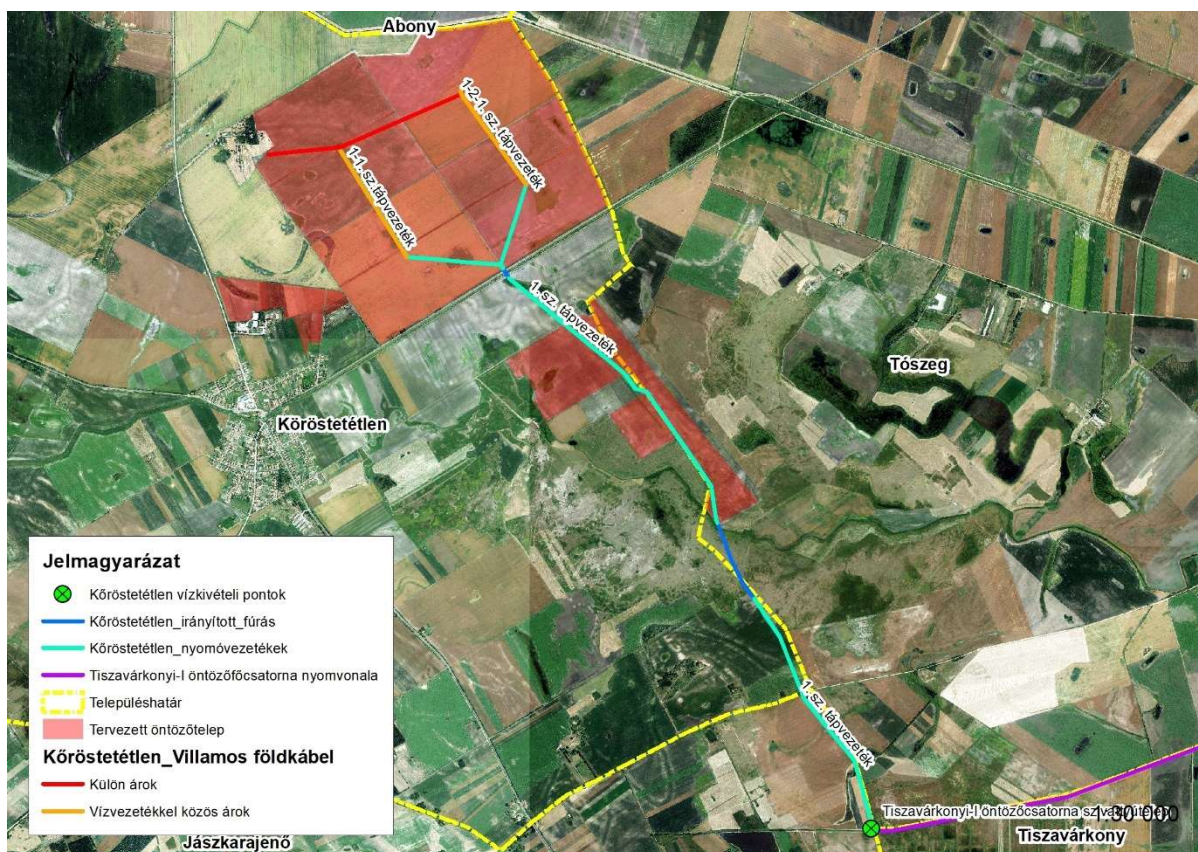 Abony
1-2-1. sz. tápvezeték
1-1. sz. tápvezeték
1. sz. tápvezeték
Tószeg
Kőröstetétlen
Jelmagyarázat
Kőröstetétlen vízkivételi pontok
Kőröstetétlen_irányított_fúrás
Kőröstetétlen_nyomóvezetékek
Tiszavárkonyi-I öntözőfőcsatorna nyomvonala
Településhatár
Tervezett öntözőtelep
Kőröstetétlen_Villamos földkábel
Külön árok
Vízvezetékkel közös árok
1. sz. tápvezeték
Tiszavárkonyi-I öntözőcsatorna
Tiszavárkony
Jászkarajenő